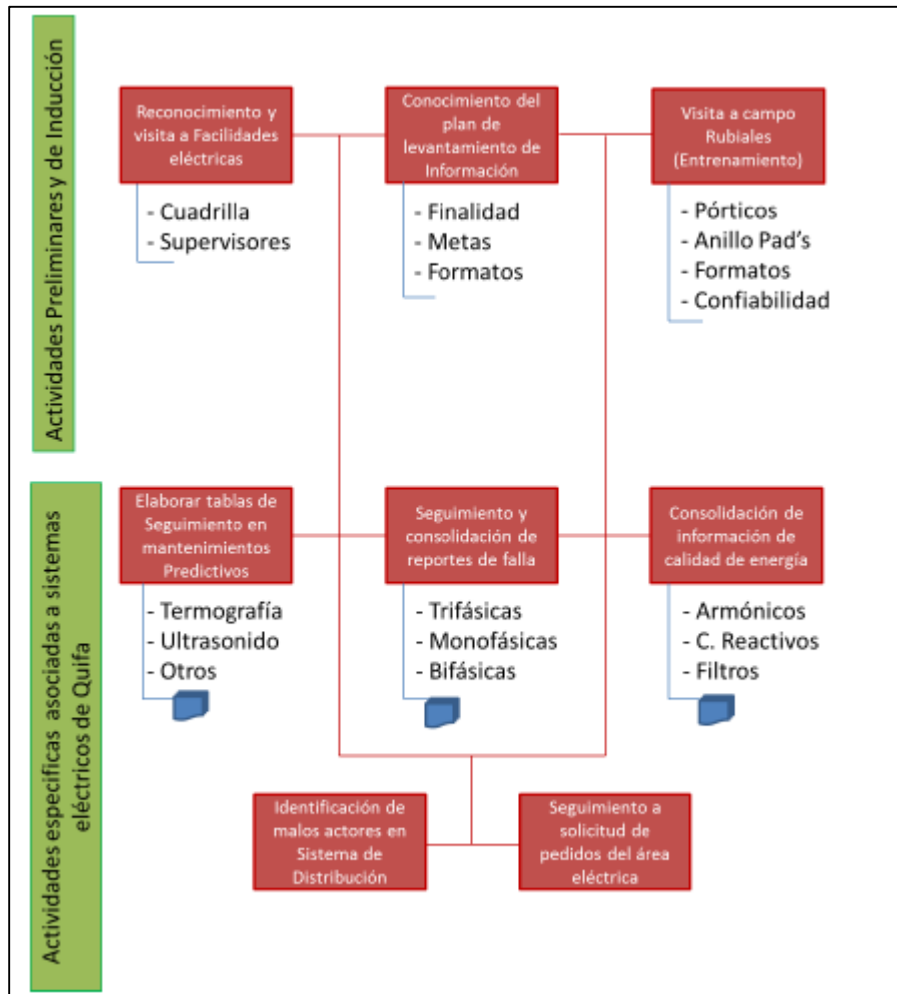 Actividades Preliminares y de Inducción
Reconocimiento y
visita a Facilidades
eléctricas
- Cuadrilla
- Supervisores
Conocimiento del
plan de
levantamiento de
Información
- Finalidad
- Metas
- Formatos
Visita a campo
Rubiales
(Entrenamiento)
- Pórticos
- Anillo Pad's
- Formatos
- Confiabilidad
Actividades especificas asociadas a sistemas
eléctricos de Quifa
Elaborar tablas de
Seguimiento en
mantenimientos
Predictivos
- Termografía
- Ultrasonido
- Otros
Seguimiento y
consolidación de
reportes de falla
- Trifásicas
- Monofásicas
- Bifásicas
Consolidación de
información de
calidad de energía
- Armónicos
- C. Reactivos
- Filtros
Identificación de
malos actores en
Sistema de
Distribución
Seguimiento a
solicitud de
pedidos del área
eléctrica